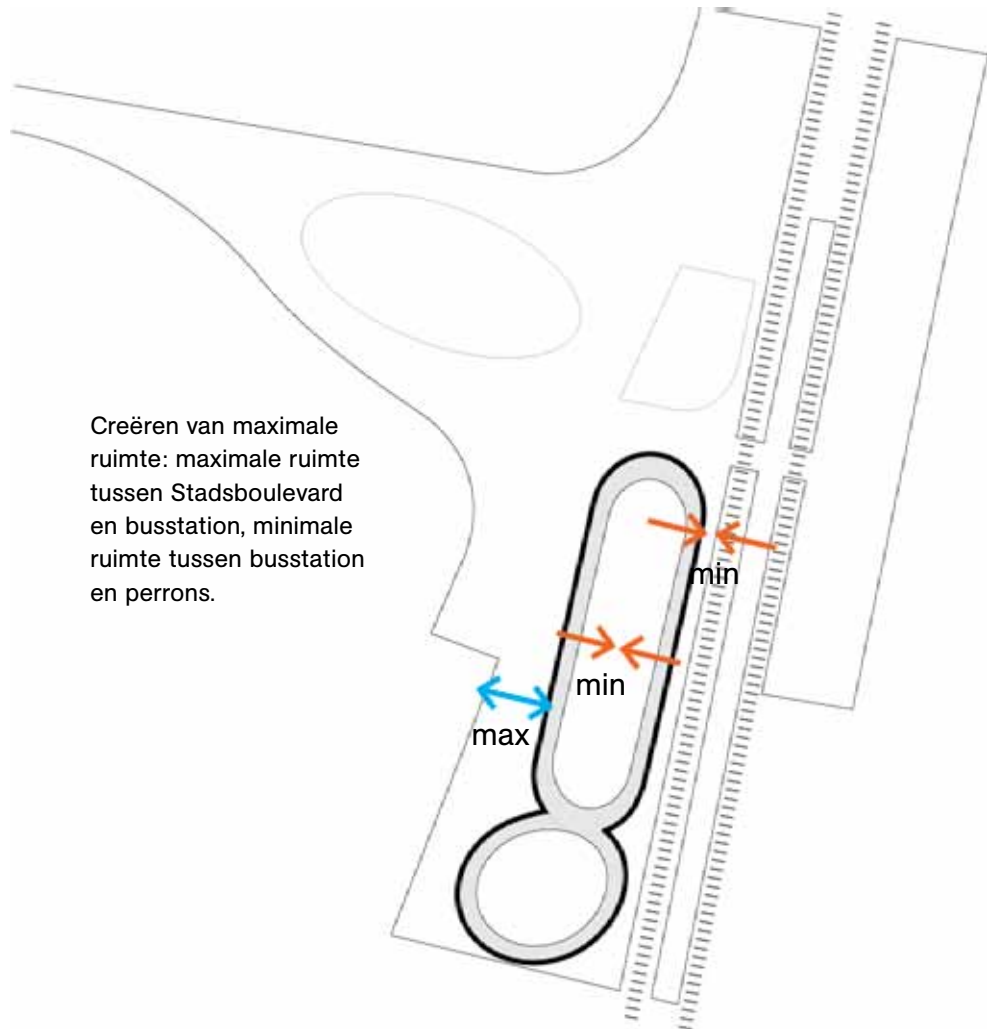 Creëren van maximale
ruimte: maximale ruimte
tussen Stadsboulevard
en busstation, minimale
ruimte tussen busstation
en perrons.
min
min
max